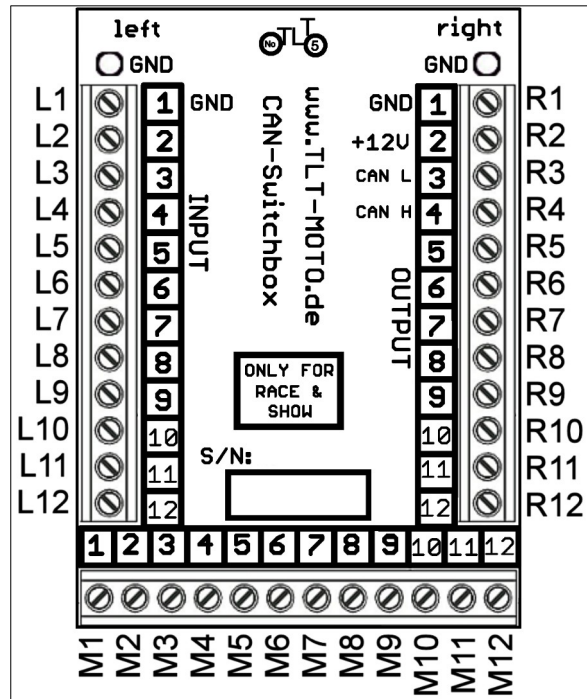 left
right
No TLT 5
GND
GND
L1
L2
L3
L4
L5
L6
L7
L8
L9
L10
L11
L12
1
2
3
4
5
6
7
8
9
10
11
12
GND
INPUT
CAN-Switchbox
www.TLT-MOTO.de
ONLY FOR
RACE &
SHOW
S/N:
GND
+12V
CAN L
CAN H
OUTPUT
1
2
3
4
5
6
7
8
9
10
11
12
R1
R2
R3
R4
R5
R6
R7
R8
R9
R10
R11
R12
1 2 3 4 5 6 7 8 9 10 11 12
M1 M2 M3 M4 M5 M6 M7 M8 M9 M10 M11 M12